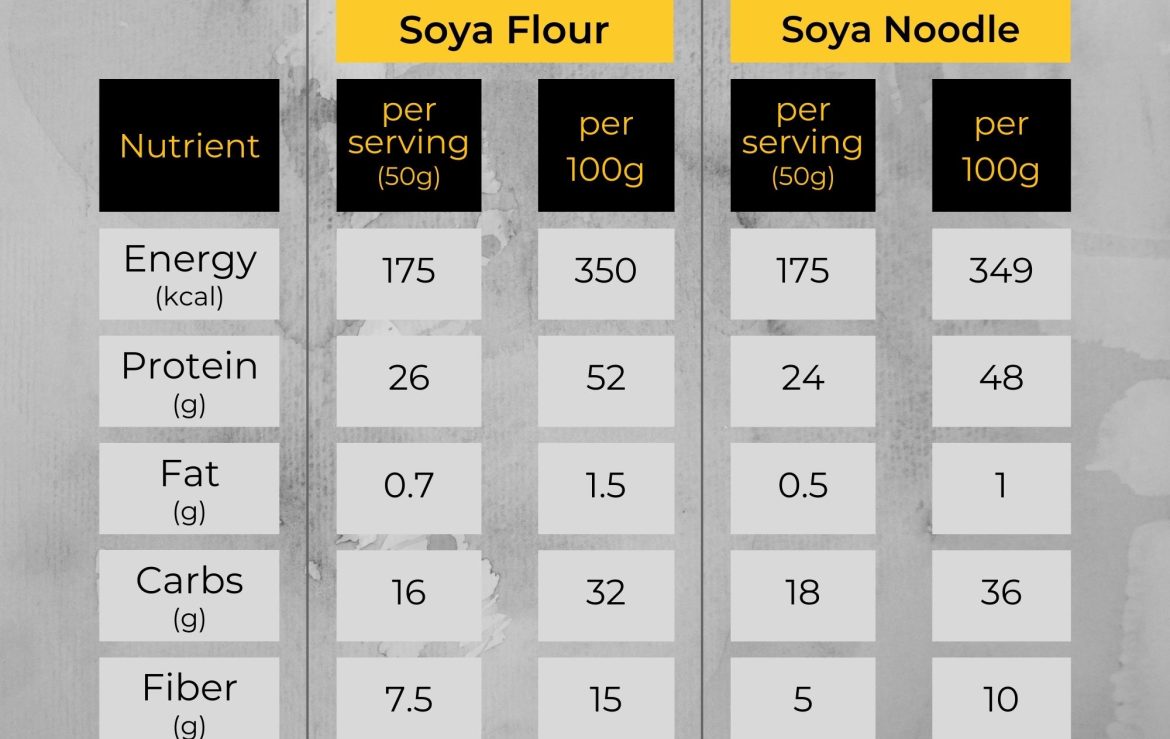 Soya Flour Soya Noodle
Nutrient per serving (50g) per 100g per serving (50g) per 100g
Energy (kcal) 175 350 175 349
Protein (g) 26 52 24 48
Fat (g) 0.7 1.5 0.5 1
Carbs (g) 16 32 18 36
Fiber (g) 7.5 15 5 10